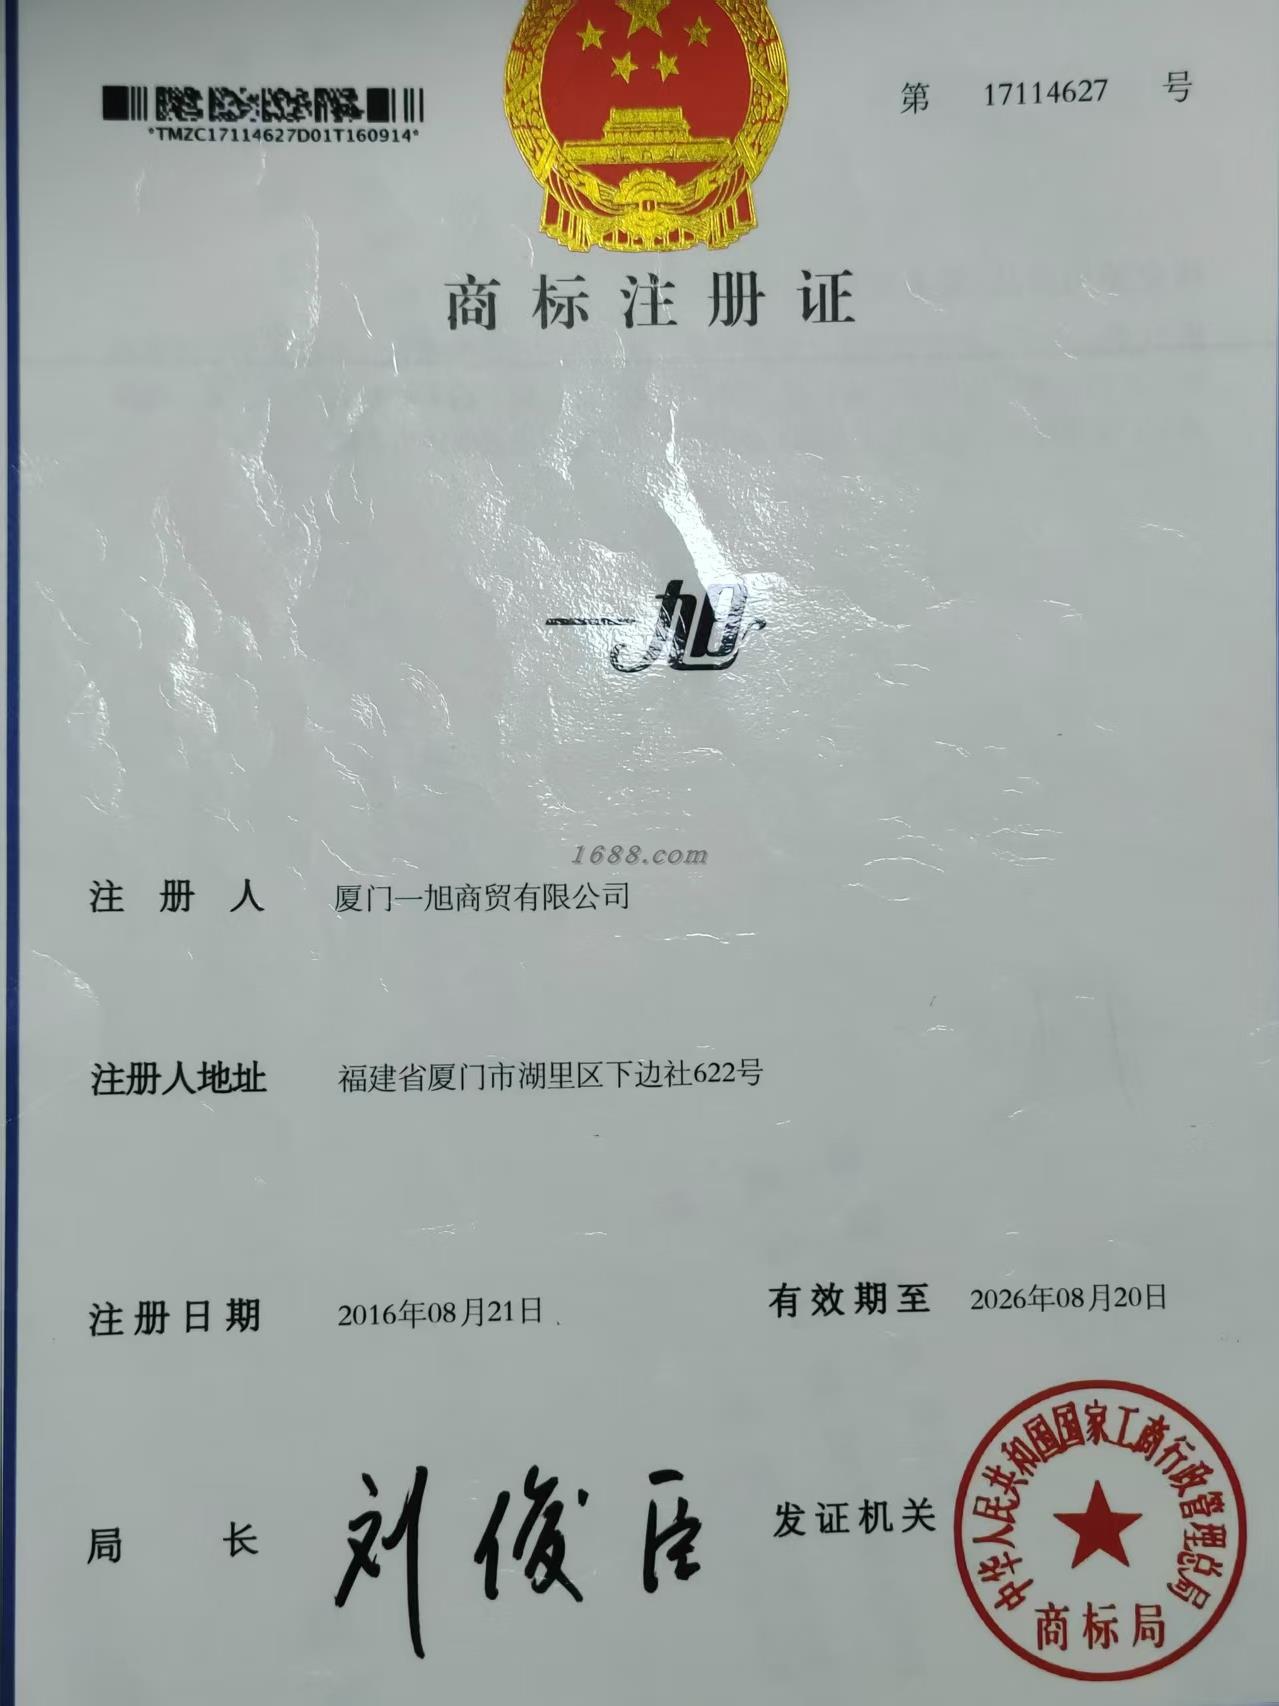 *TMZC17114627D01T160914*
第 17114627 号
商标注册证
一旭
1688.com
注册人 厦门一旭商贸有限公司
注册人地址 福建省厦门市湖里区下边社622号
注册日期 2016年08月21日 有效期至 2026年08月20日
局长 刘俊臣 发证机关
中华人民共和国国家工商行政管理总局
商标局